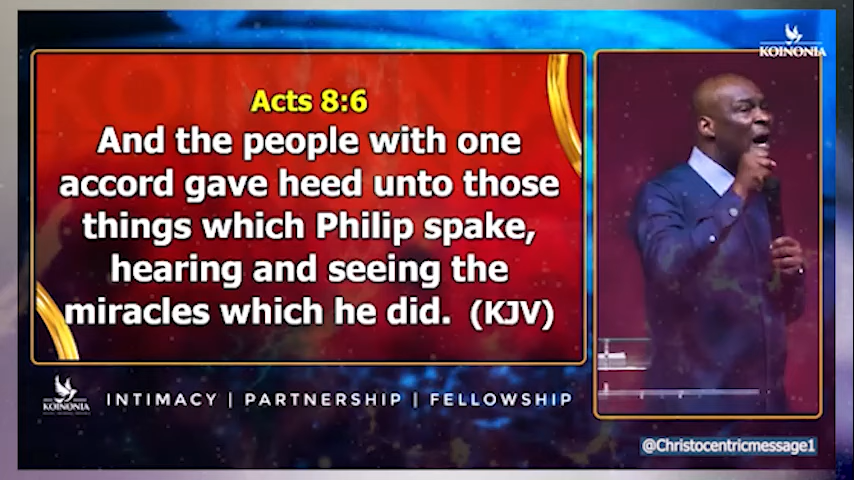 KOINONIA
Acts 8:6
And the people with one
accord gave heed unto those
things which Philip spake,
hearing and seeing the
miracles which he did. (KJV)
KOINONIA
INTIMACY | PARTNERSHIP | FELLOWSHIP
@Christocentricmessage1